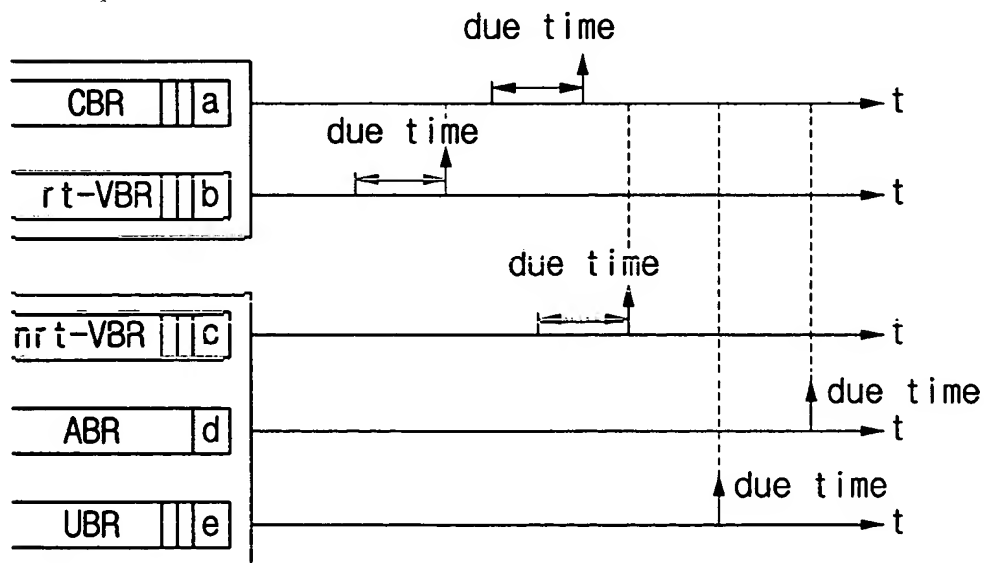 due time
CBR a t
due time
rt-VBR b t
due time
nrt-VBR c t
due time
ABR d t
due time
UBR e t